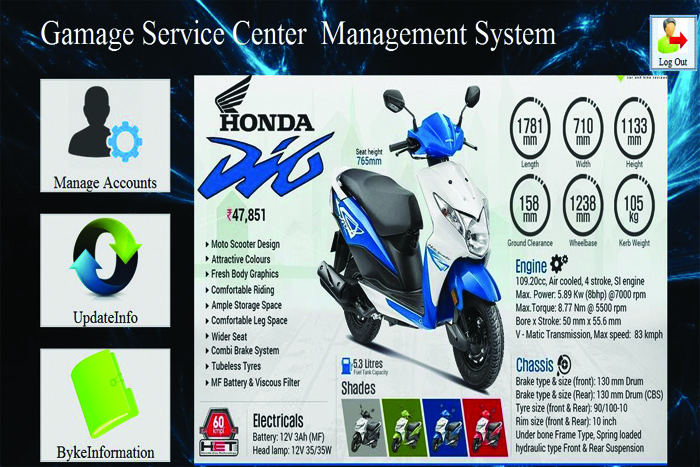 Gamage Service Center Management System
Log Out
Manage Accounts
UpdateInfo
BykeInformation
HONDA
Dio
₹47,851
Seat height
765mm
Moto Scooter Design
Attractive Colours
Fresh Body Graphics
Comfortable Riding
Ample Storage Space
Comfortable Leg Space
Wider Seat
Combi Brake System
Tubeless Tyres
MF Battery & Viscous Filter
60
kmpl
HET
Electricals
Battery: 12V 3Ah (MF)
Head lamp: 12V 35/35W
5.3 Litres
Fuel Tank Capacity
Shades
1781
mm
Length
710
mm
Width
1133
mm
Height
158
mm
Ground Clearance
1238
mm
Wheelbase
105
kg
Kerb Weight
Engine
109.20cc, Air cooled, 4 stroke, SI engine
Max. Power: 5.89 Kw (8bhp) @7000 rpm
Max.Torque: 8.77 Nm @ 5500 rpm
Bore x Stroke: 50 mm x 55.6 mm
V - Matic Transmission, Max speed: 83 kmph
Chassis
Brake type & size (front): 130 mm Drum
Brake type & size (Rear): 130 mm Drum (CBS)
Tyre size (front & Rear): 90/100-10
Rim size (front & Rear): 10 inch
Under bone Frame Type, Spring loaded
hydraulic type Front & Rear Suspension